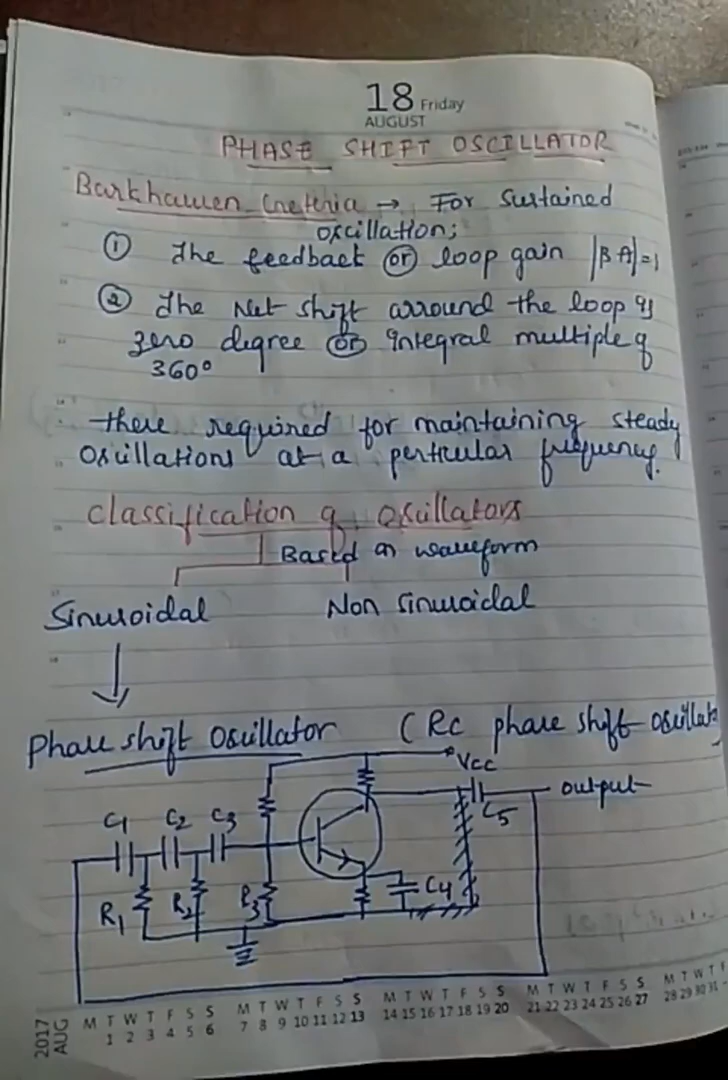 18 Friday
AUGUST
PHASE SHIFT OSCILLATOR
Barkhauen Creteria → For Sustained
oscillation;
① The feedback (or) loop gain |BA|=1
② The Net shift arround the loop is
zero degree (or) integral multiple of
360°
these required for maintaining steady
oscillations at a perticular frequency.
Classification of Oscillators
Based on waveform
Sinusoidal Non sinusoidal
Phase shift Oscillator (RC phase shift oscillator
Vcc
output
C5
C1 C2 C3
C4
R1 R2 R3
2017
AUG
M T W T F S S M T W T F S S M T W T F S S M T W T F S S M T W T F
1 2 3 4 5 6 7 8 9 10 11 12 13 14 15 16 17 18 19 20 21 22 23 24 25 26 27 28 29 30 31